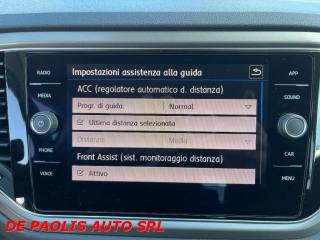 RADIO
MEDIA
PHONE
VOICE
Impostazioni assistenza alla guida
ACC (regolatore automatico d. distanza)
Progr. di guida: Normal
Ultima distanza selezionata
Distanza: Media
Front Assist (sist. monitoraggio distanza)
Attivo
APP
SOUND
CAR
MENU
DE PAOLIS AUTO SRL